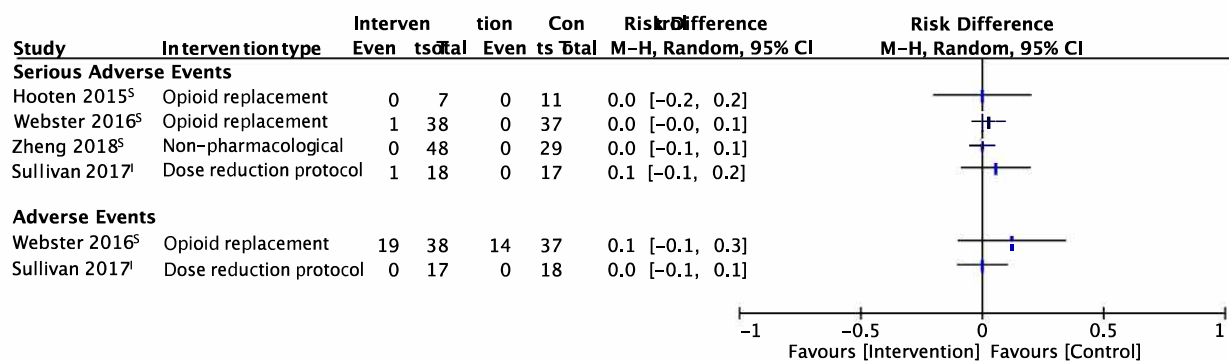 Interven tion Con Risk Difference trol Risk Difference
Study Intervention type Even ts Total Even ts Total M-H, Random, 95% CI M-H, Random, 95% CI
Serious Adverse Events
Hooten 2015ˢ Opioid replacement 0 7 0 11 0.0 [-0.2, 0.2]
Webster 2016ˢ Opioid replacement 1 38 0 37 0.0 [-0.0, 0.1]
Zheng 2018ˢ Non-pharmacological 0 48 0 29 0.0 [-0.1, 0.1]
Sullivan 2017ᴵ Dose reduction protocol 1 18 0 17 0.1 [-0.1, 0.2]
Adverse Events
Webster 2016ˢ Opioid replacement 19 38 14 37 0.1 [-0.1, 0.3]
Sullivan 2017ᴵ Dose reduction protocol 0 17 0 18 0.0 [-0.1, 0.1]
-1 -0.5 0 0.5 1
Favours [Intervention] Favours [Control]